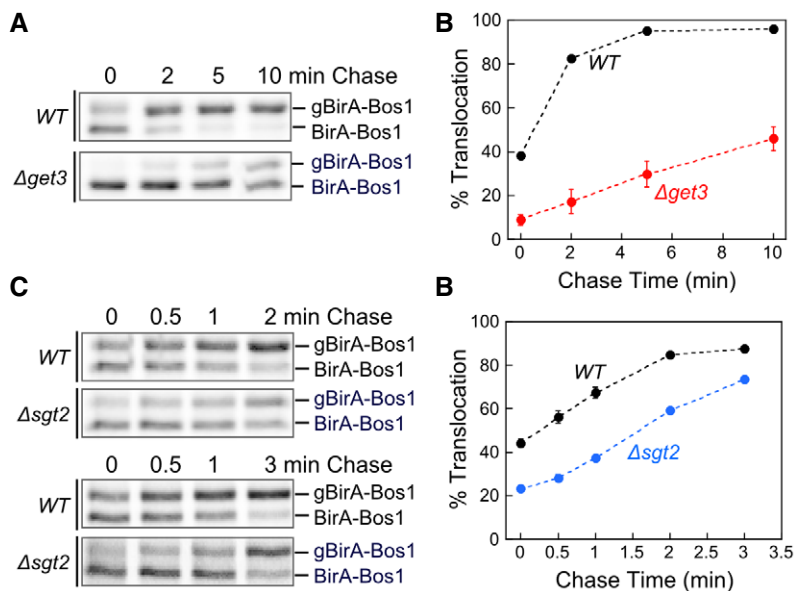 A
0 2 5 10 min Chase
WT
gBirA-Bos1
BirA-Bos1
Δget3
gBirA-Bos1
BirA-Bos1
B
100
80
60
40
20
0
% Translocation
WT
Δget3
0 2 4 6 8 10
Chase Time (min)
C
0 0.5 1 2 min Chase
WT
gBirA-Bos1
BirA-Bos1
Δsgt2
gBirA-Bos1
BirA-Bos1
0 0.5 1 3 min Chase
WT
gBirA-Bos1
BirA-Bos1
Δsgt2
gBirA-Bos1
BirA-Bos1
B
100
80
60
40
20
0
% Translocation
WT
Δsgt2
0 0.5 1 1.5 2 2.5 3 3.5
Chase Time (min)